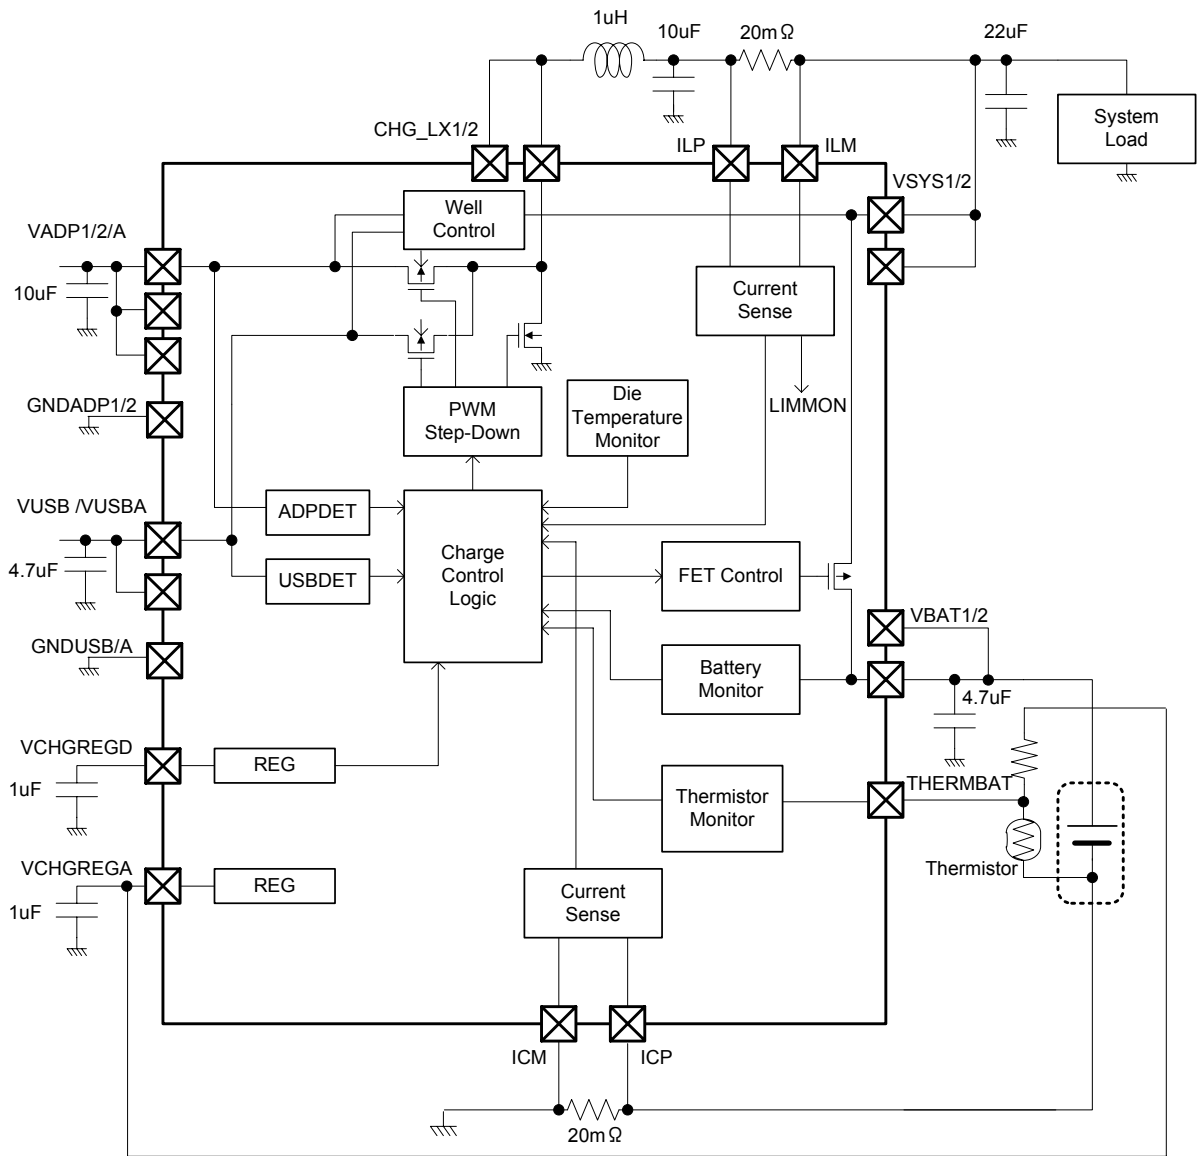 1uH
10uF
20mΩ
22uF
CHG_LX1/2
ILP
ILM
System
Load
VSYS1/2
Well
Control
VADP1/2/A
10uF
Current
Sense
LIMMON
GNDADP1/2
PWM
Step-Down
Die
Temperature
Monitor
VUSB /VUSBA
4.7uF
ADPDET
USBDET
Charge
Control
Logic
FET Control
GNDUSB/A
VBAT1/2
Battery
Monitor
4.7uF
VCHGREGD
1uF
REG
Thermistor
Monitor
THERMBAT
Thermistor
VCHGREGA
1uF
REG
Current
Sense
ICM
ICP
20mΩ